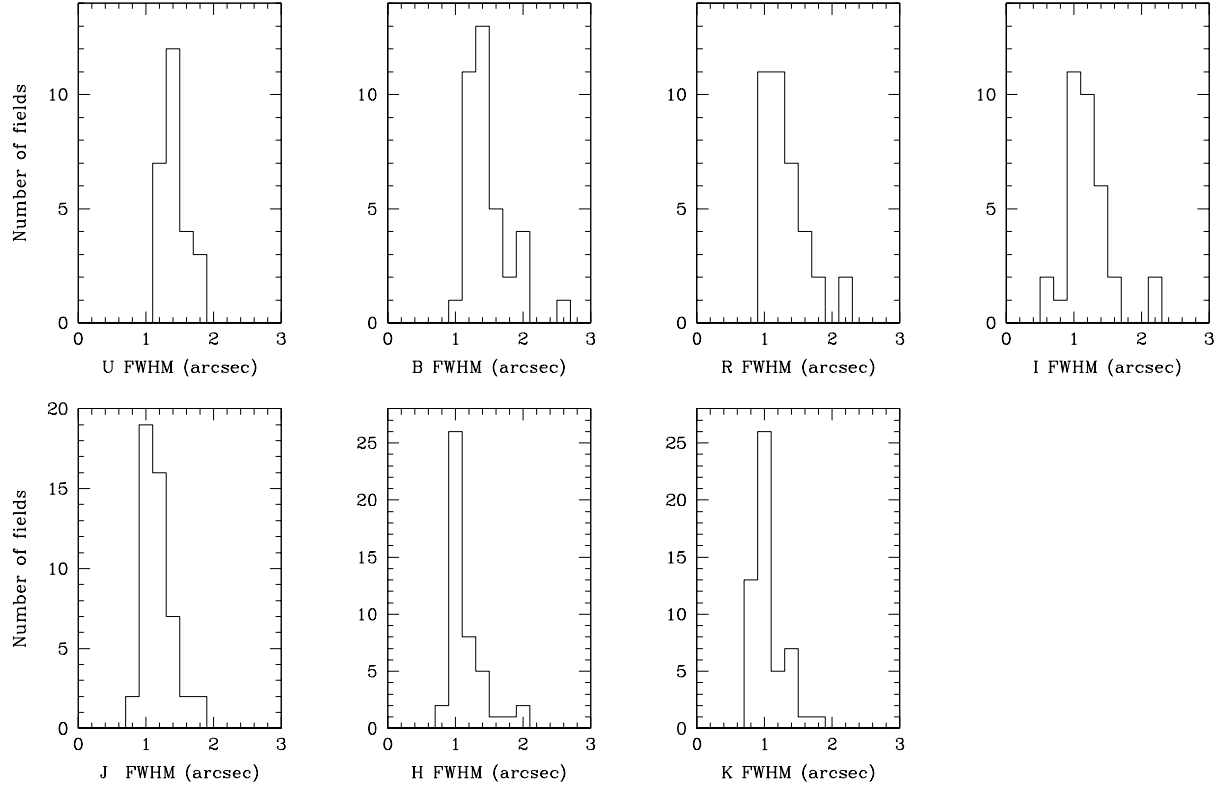 Number of fields
10
5
0
0 1 2 3
U FWHM (arcsec)
10
5
0
0 1 2 3
B FWHM (arcsec)
10
5
0
0 1 2 3
R FWHM (arcsec)
10
5
0
0 1 2 3
I FWHM (arcsec)
Number of fields
20
15
10
5
0
0 1 2 3
J FWHM (arcsec)
25
20
15
10
5
0
0 1 2 3
H FWHM (arcsec)
25
20
15
10
5
0
0 1 2 3
K FWHM (arcsec)